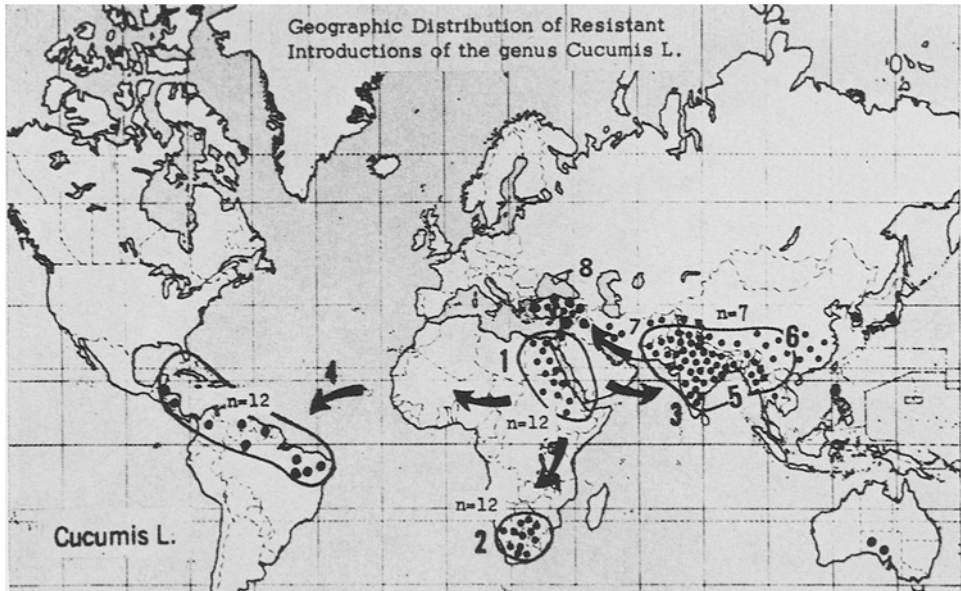 Geographic Distribution of Resistant
Introductions of the genus Cucumis L.
8
7
n=7
6
1
4
n=12
n=12
3
5
n=12
2
Cucumis L.